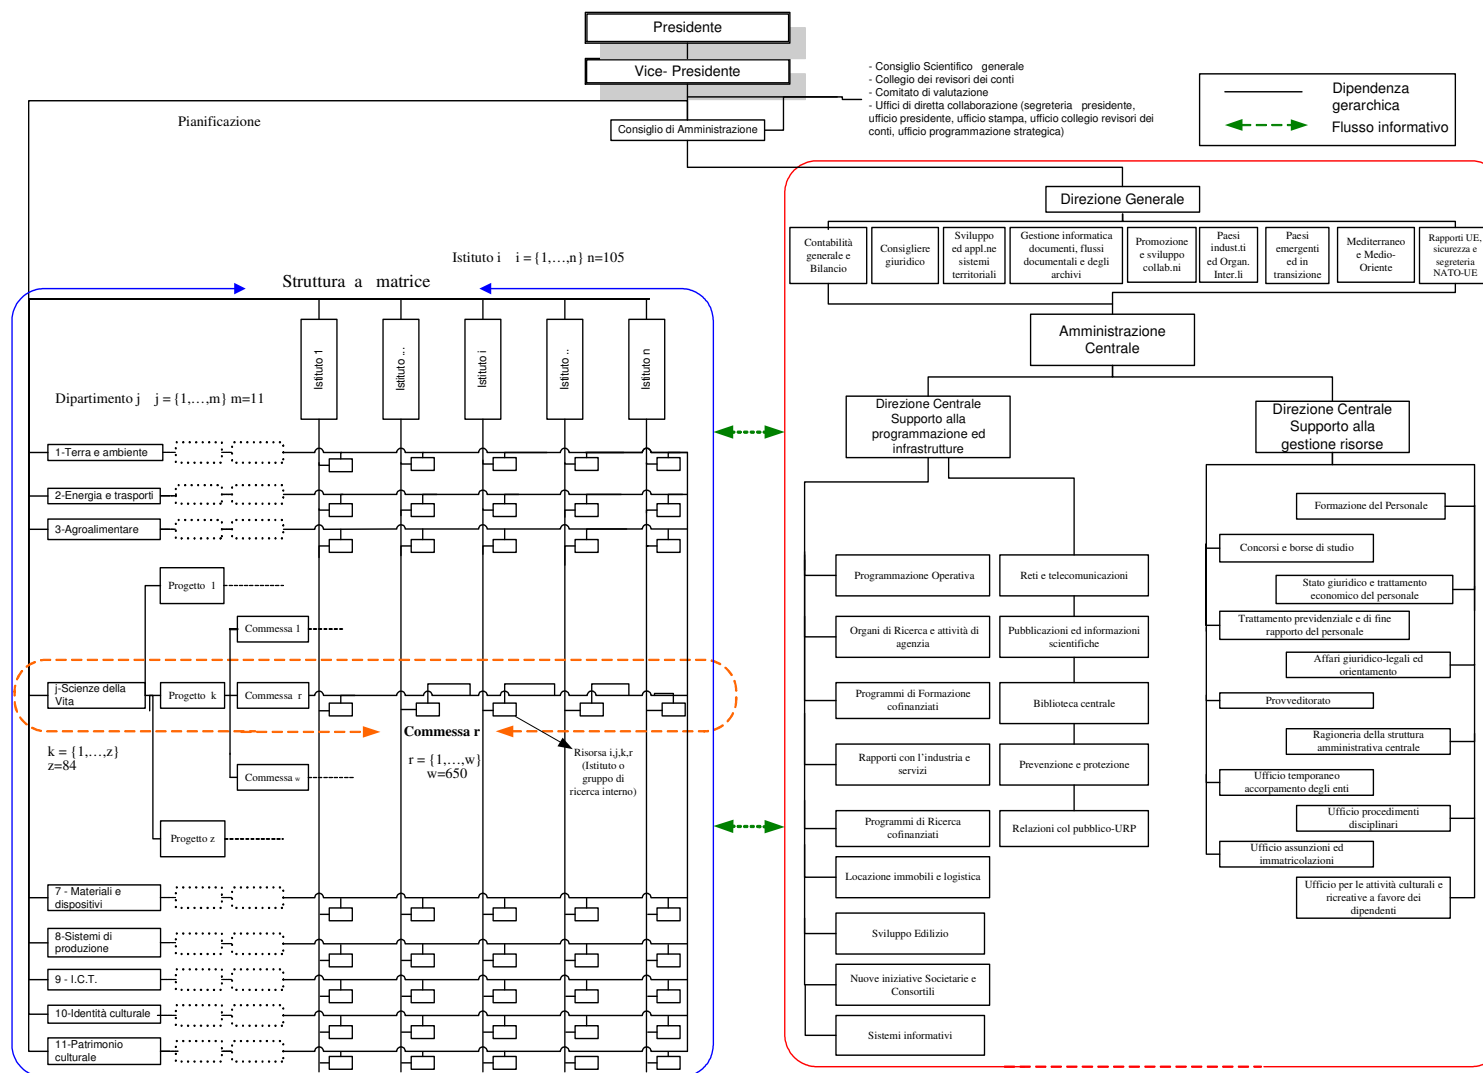 Presidente
Vice- Presidente
- Consiglio Scientifico generale
- Collegio dei revisori dei conti
- Comitato di valutazione
- Uffici di diretta collaborazione (segreteria presidente,
ufficio presidente, ufficio stampa, ufficio collegio revisori dei
conti, ufficio programmazione strategica)
Dipendenza
gerarchica
Flusso informativo
Pianificazione
Consiglio di Amministrazione
Direzione Generale
Contabilità
generale e
Bilancio
Consigliere
giuridico
Sviluppo
ed appl.ne
sistemi
territoriali
Gestione informatica
documenti, flussi
documentali e degli
archivi
Promozione
e sviluppo
collab.ni
Paesi
indust.ti
ed Organ.
Inter.li
Paesi
emergenti
ed in
transizione
Mediterraneo
e Medio-
Oriente
Rapporti UE,
sicurezza e
segreteria
NATO-UE
Istituto i i = {1,...,n} n=105
Struttura a matrice
Istituto 1
Istituto ...
Istituto i
Istituto ..
Istituto n
Amministrazione
Centrale
Dipartimento j j = {1,...,m} m=11
Direzione Centrale
Supporto alla
programmazione ed
infrastrutture
Direzione Centrale
Supporto alla
gestione risorse
1-Terra e ambiente
2-Energia e trasporti
3-Agroalimentare
Progetto 1
Commessa 1
j-Scienze della
Vita
Progetto k
Commessa r
Commessa r
k = {1,...,z}
z=84
r = {1,...,w}
w=650
Risorsa i,j,k,r
(Istituto o
gruppo di
ricerca interno)
Commessa w
Progetto z
7 - Materiali e
dispositivi
8-Sistemi di
produzione
9 - I.C.T.
10-Identità culturale
11-Patrimonio
culturale
Programmazione Operativa
Organi di Ricerca e attività di
agenzia
Programmi di Formazione
cofinanziati
Rapporti con l'industria e
servizi
Programmi di Ricerca
cofinanziati
Locazione immobili e logistica
Sviluppo Edilizio
Nuove iniziative Societarie e
Consortili
Sistemi informativi
Reti e telecomunicazioni
Pubblicazioni ed informazioni
scientifiche
Biblioteca centrale
Prevenzione e protezione
Relazioni col pubblico-URP
Formazione del Personale
Concorsi e borse di studio
Stato giuridico e trattamento
economico del personale
Trattamento previdenziale e di fine
rapporto del personale
Affari giuridico-legali ed
orientamento
Provveditorato
Ragioneria della struttura
amministrativa centrale
Ufficio temporaneo
accorpamento degli enti
Ufficio procedimenti
disciplinari
Ufficio assunzioni ed
immatricolazioni
Ufficio per le attività culturali e
ricreative a favore dei
dipendenti